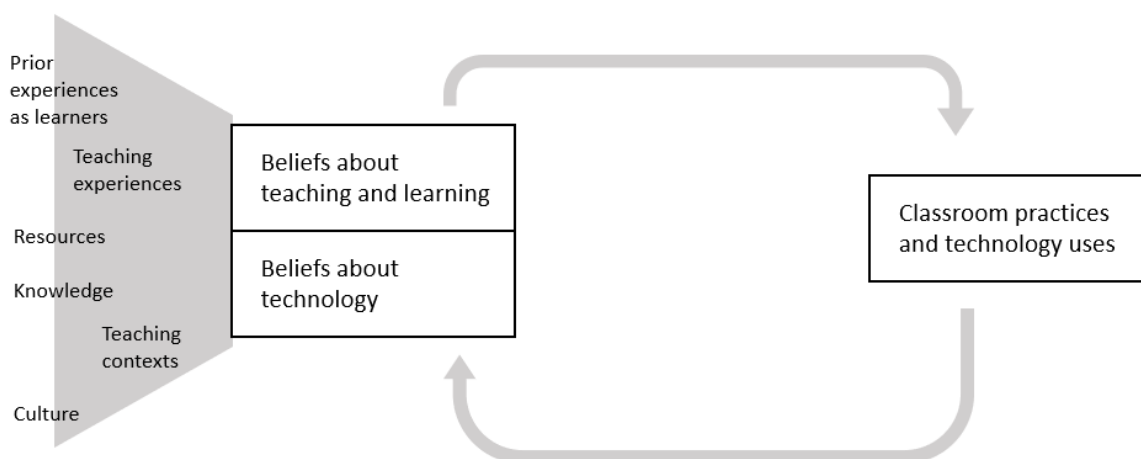 Prior
experiences
as learners
Teaching
experiences
Resources
Knowledge
Teaching
contexts
Culture
Beliefs about
teaching and learning
Beliefs about
technology
Classroom practices
and technology uses